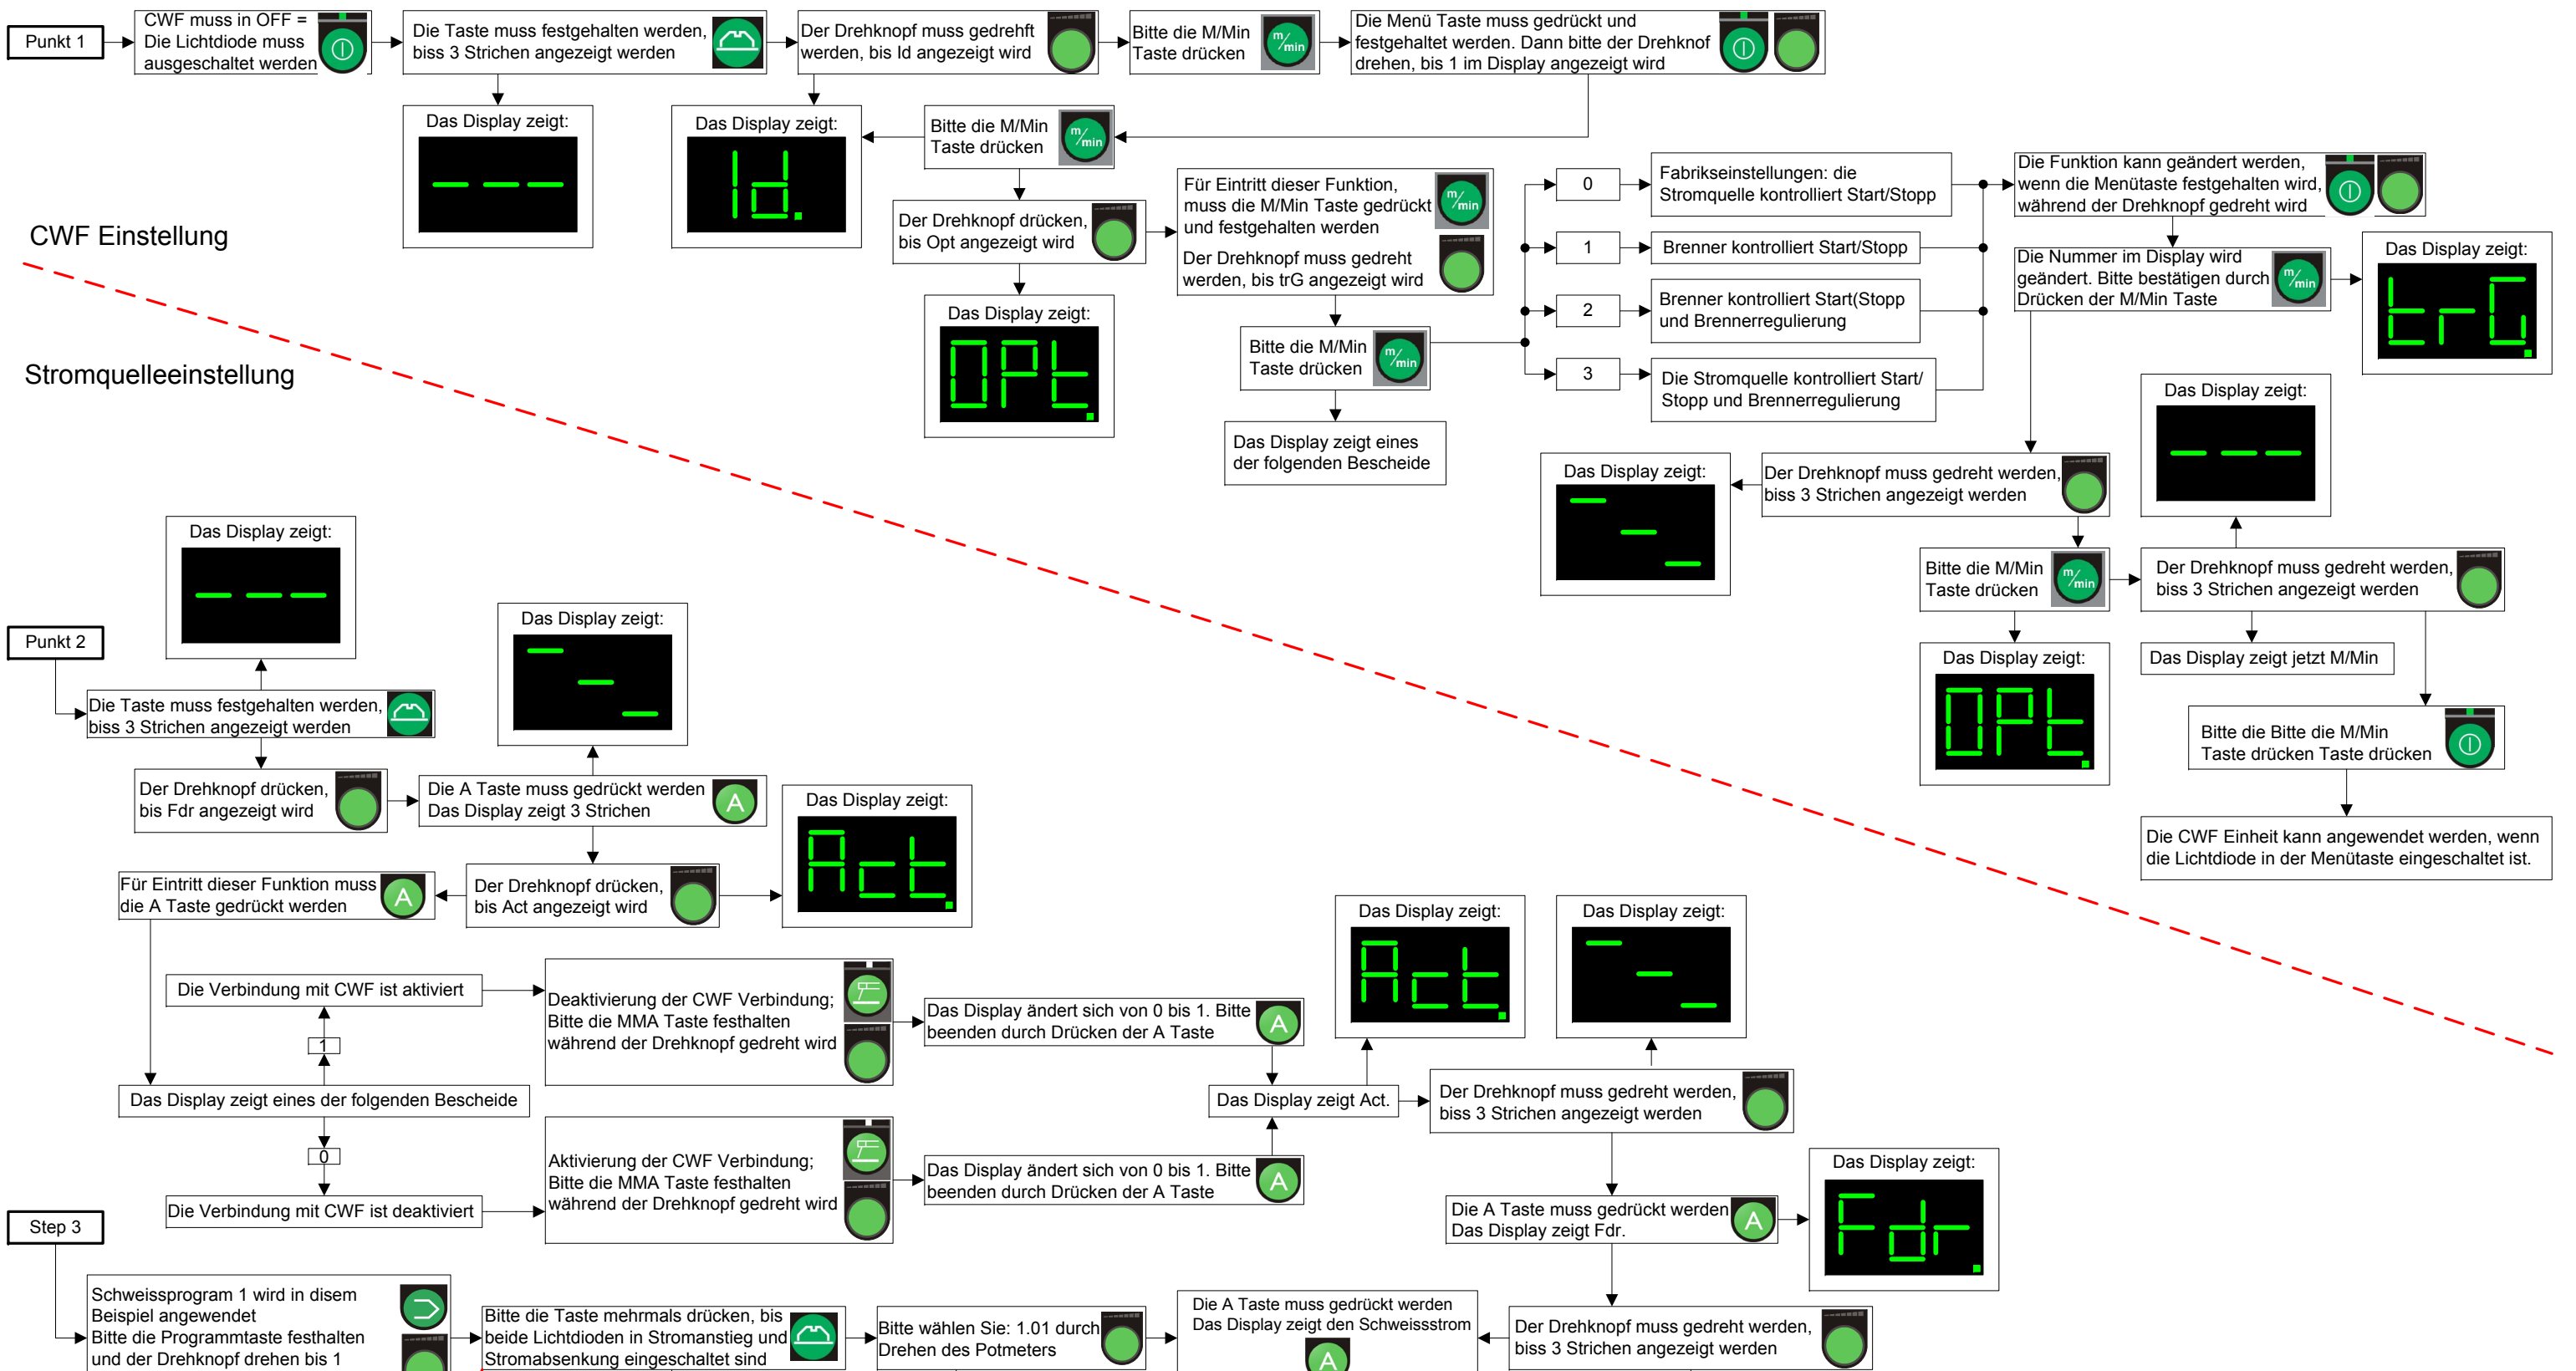 Punkt 1
CWF muss in OFF =
Die Lichtdiode muss
ausgeschaltet werden
Die Taste muss festgehalten werden,
biss 3 Strichen angezeigt werden
Der Drehknopf muss gedrehft
werden, bis Id angezeigt wird
Bitte die M/Min
Taste drücken
m/min
Die Menü Taste muss gedrückt und
festgehaltet werden. Dann bitte der Drehknof
drehen, bis 1 im Display angezeigt wird
Das Display zeigt:
– – –
Das Display zeigt:
Id.
Bitte die M/Min
Taste drücken
m/min
Der Drehknopf drücken,
bis Opt angezeigt wird
Das Display zeigt:
OPt.
Für Eintritt dieser Funktion,
muss die M/Min Taste gedrückt
und festgehalten werden
m/min
Der Drehknopf muss gedreht
werden, bis trG angezeigt wird
Bitte die M/Min
Taste drücken
m/min
Das Display zeigt eines
der folgenden Bescheide
0
Fabrikseinstellungen: die
Stromquelle kontrolliert Start/Stopp
1
Brenner kontrolliert Start/Stopp
2
Brenner kontrolliert Start(Stopp
und Brennerregulierung
3
Die Stromquelle kontrolliert Start/
Stopp und Brennerregulierung
Die Funktion kann geändert werden,
wenn die Menütaste festgehalten wird,
während der Drehknopf gedreht wird
Die Nummer im Display wird
geändert. Bitte bestätigen durch
Drücken der M/Min Taste
m/min
Das Display zeigt:
trG.
Der Drehknopf muss gedreht werden,
biss 3 Strichen angezeigt werden
Das Display zeigt:
– – –
Bitte die M/Min
Taste drücken
m/min
Das Display zeigt:
OPt.
Der Drehknopf muss gedreht werden,
biss 3 Strichen angezeigt werden
Das Display zeigt:
– – –
Das Display zeigt jetzt M/Min
Bitte die Bitte die M/Min
Taste drücken Taste drücken
Die CWF Einheit kann angewendet werden, wenn
die Lichtdiode in der Menütaste eingeschaltet ist.
CWF Einstellung
Stromquelleeinstellung
Punkt 2
Das Display zeigt:
– – –
Die Taste muss festgehalten werden,
biss 3 Strichen angezeigt werden
Der Drehknopf drücken,
bis Fdr angezeigt wird
Das Display zeigt:
– – –
Die A Taste muss gedrückt werden
Das Display zeigt 3 Strichen
A
Der Drehknopf drücken,
bis Act angezeigt wird
Das Display zeigt:
Act.
Für Eintritt dieser Funktion muss
die A Taste gedrückt werden
A
Das Display zeigt eines der folgenden Bescheide
1
Die Verbindung mit CWF ist aktiviert
Deaktivierung der CWF Verbindung;
Bitte die MMA Taste festhalten
während der Drehknopf gedreht wird
Das Display ändert sich von 0 bis 1. Bitte
beenden durch Drücken der A Taste
A
0
Die Verbindung mit CWF ist deaktiviert
Aktivierung der CWF Verbindung;
Bitte die MMA Taste festhalten
während der Drehknopf gedreht wird
Das Display ändert sich von 0 bis 1. Bitte
beenden durch Drücken der A Taste
A
Das Display zeigt Act.
Das Display zeigt:
Act.
Der Drehknopf muss gedreht werden,
biss 3 Strichen angezeigt werden
Das Display zeigt:
– – –
Die A Taste muss gedrückt werden
Das Display zeigt Fdr.
A
Das Display zeigt:
Fdr.
Der Drehknopf muss gedreht werden,
biss 3 Strichen angezeigt werden
Die A Taste muss gedrückt werden
Das Display zeigt den Schweissstrom
A
Step 3
Schweissprogram 1 wird in disem
Beispiel angewendet
Bitte die Programmtaste festhalten
und der Drehknopf drehen bis 1
Bitte die Taste mehrmals drücken, bis
beide Lichtdioden in Stromanstieg und
Stromabsenkung eingeschaltet sind
Bitte wählen Sie: 1.01 durch
Drehen des Potmeters